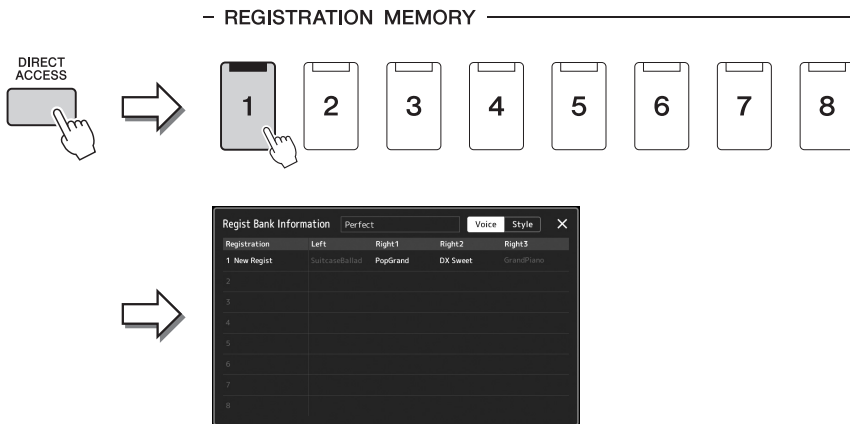 REGISTRATION MEMORY
DIRECT
ACCESS
1 2 3 4 5 6 7 8
Regist Bank Information Perfect Voice Style X
Registration Left Right1 Right2 Right3
1 New Regist SuitcaseBallad PopGrand DX Sweet GrandPiano
2
3
4
5
6
7
8